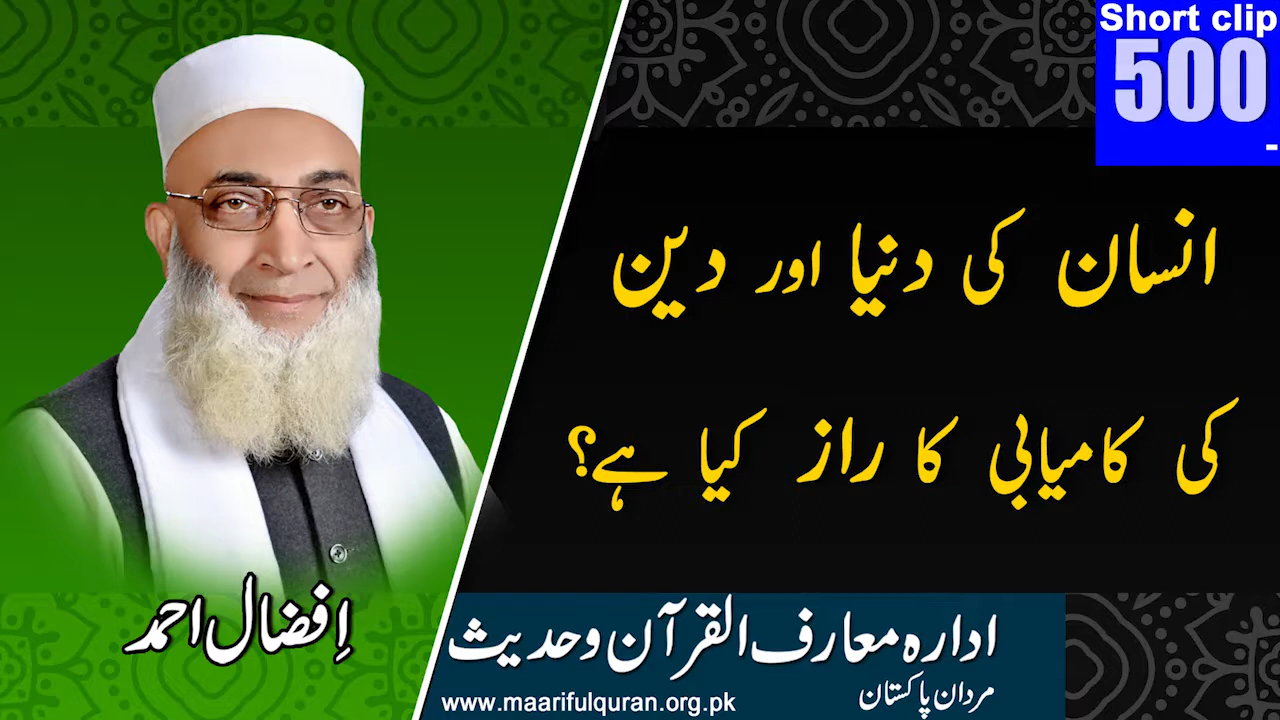 Short clip
500
-
انسان کی دنیا اور دین
کی کامیابی کا راز کیا ہے؟
اِفضال احمد
ادارہ معارف القرآن و حدیث
مردان پاکستان
www.maarifulquran.org.pk